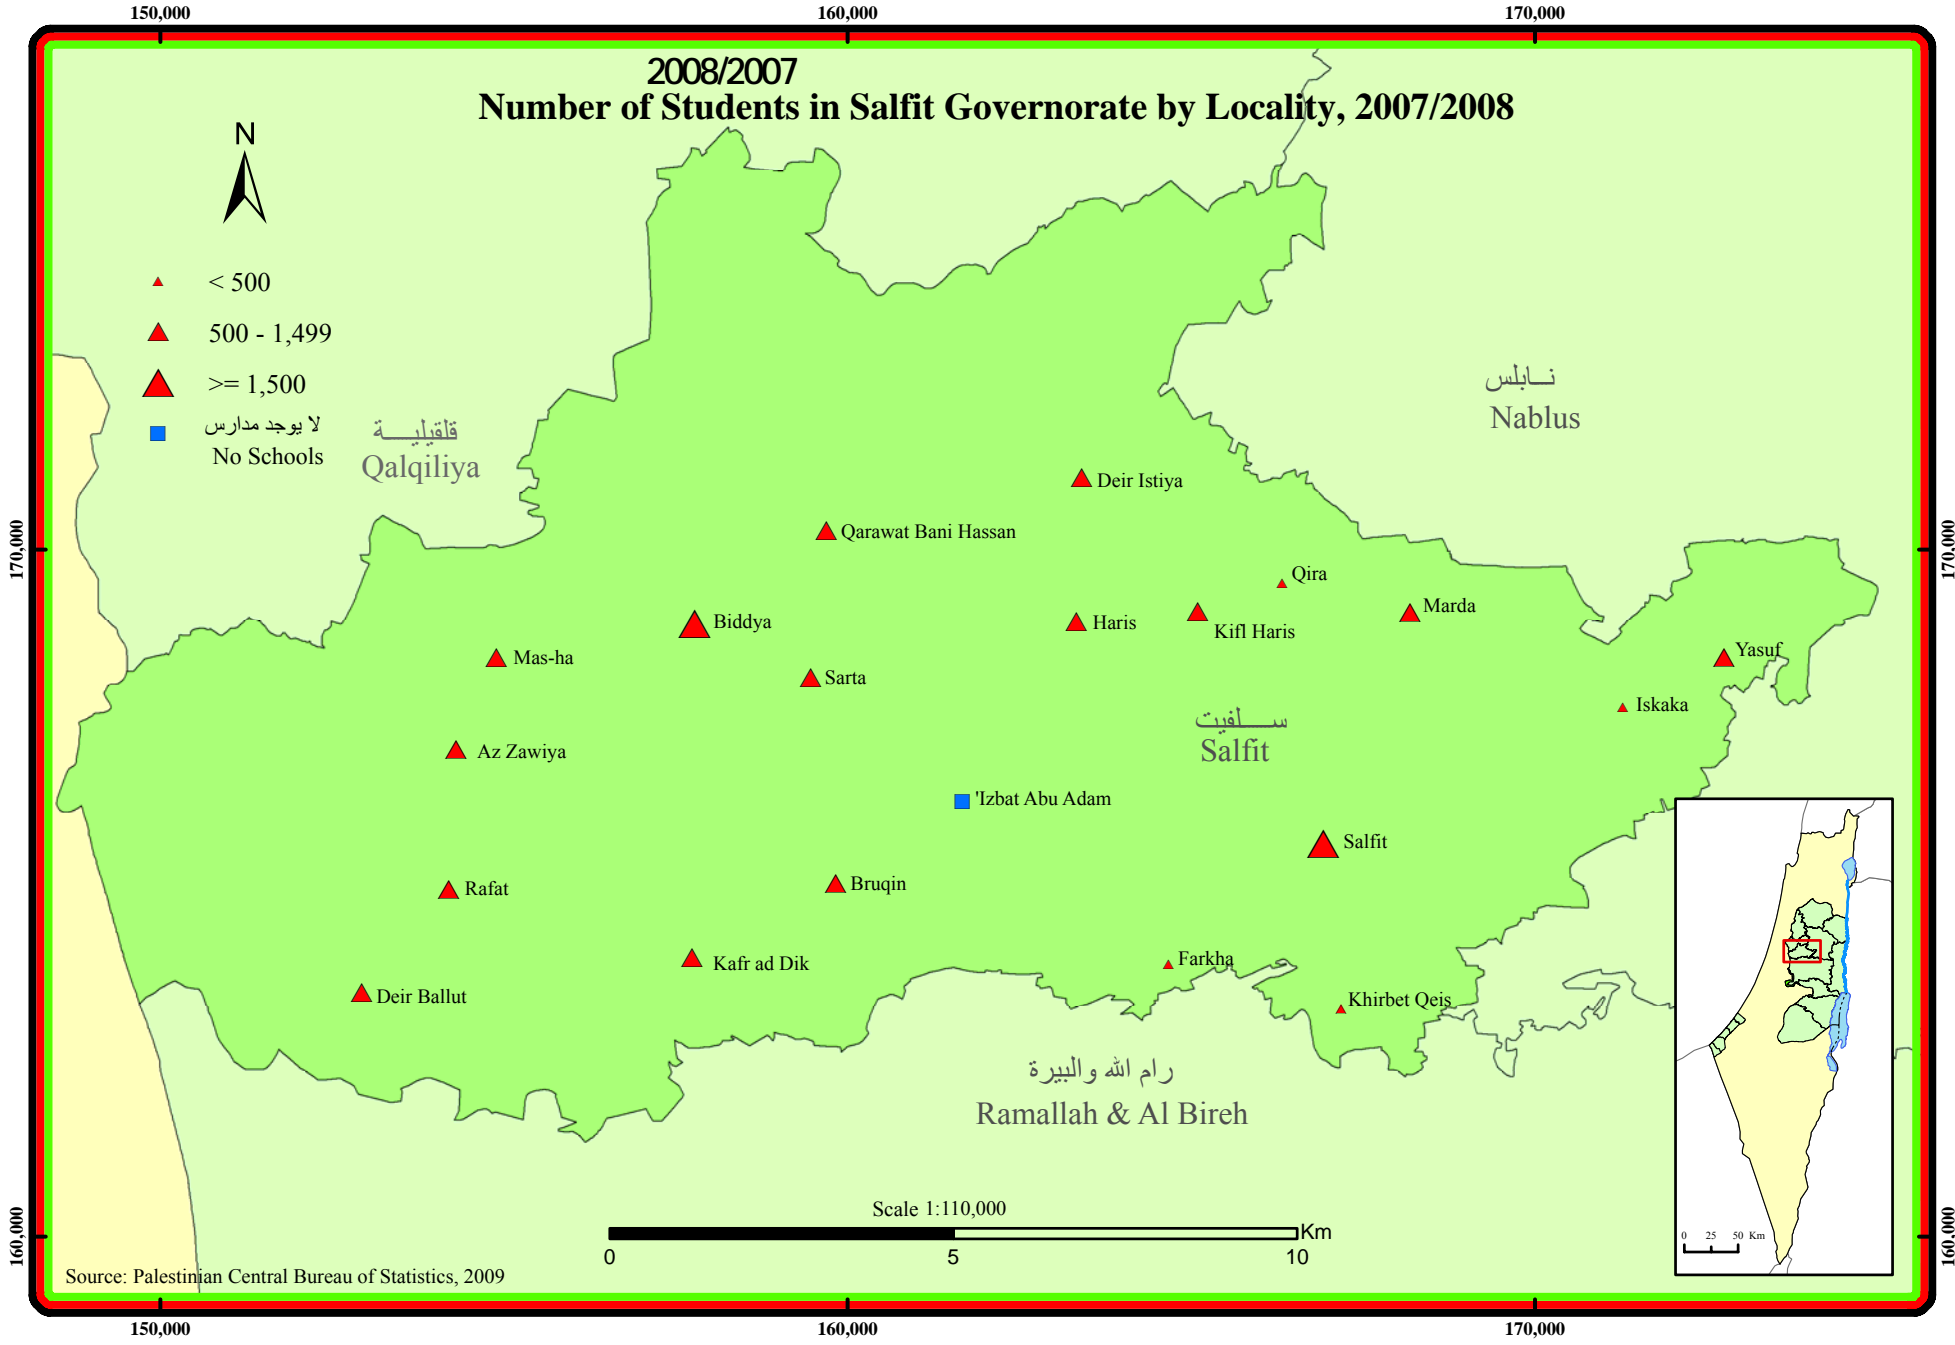 150,000
160,000
170,000
2008/2007
Number of Students in Salfit Governorate by Locality, 2007/2008
N
< 500
500 - 1,499
>= 1,500
لا يوجد مدارس
No Schools
قلقيليـــــة
Qalqiliya
نــابلس
Nablus
Deir Istiya
Qarawat Bani Hassan
170,000
170,000
Qira
Biddya
Haris
Kifl Haris
Marda
Mas-ha
Sarta
Yasuf
Iskaka
ســــلفيت
Salfit
Az Zawiya
'Izbat Abu Adam
Salfit
Rafat
Bruqin
Kafr ad Dik
Farkha
Deir Ballut
Khirbet Qeis
رام الله والبيرة
Ramallah & Al Bireh
Scale 1:110,000
Km
0
5
10
0 25 50 Km
160,000
160,000
Source: Palestinian Central Bureau of Statistics, 2009
150,000
160,000
170,000